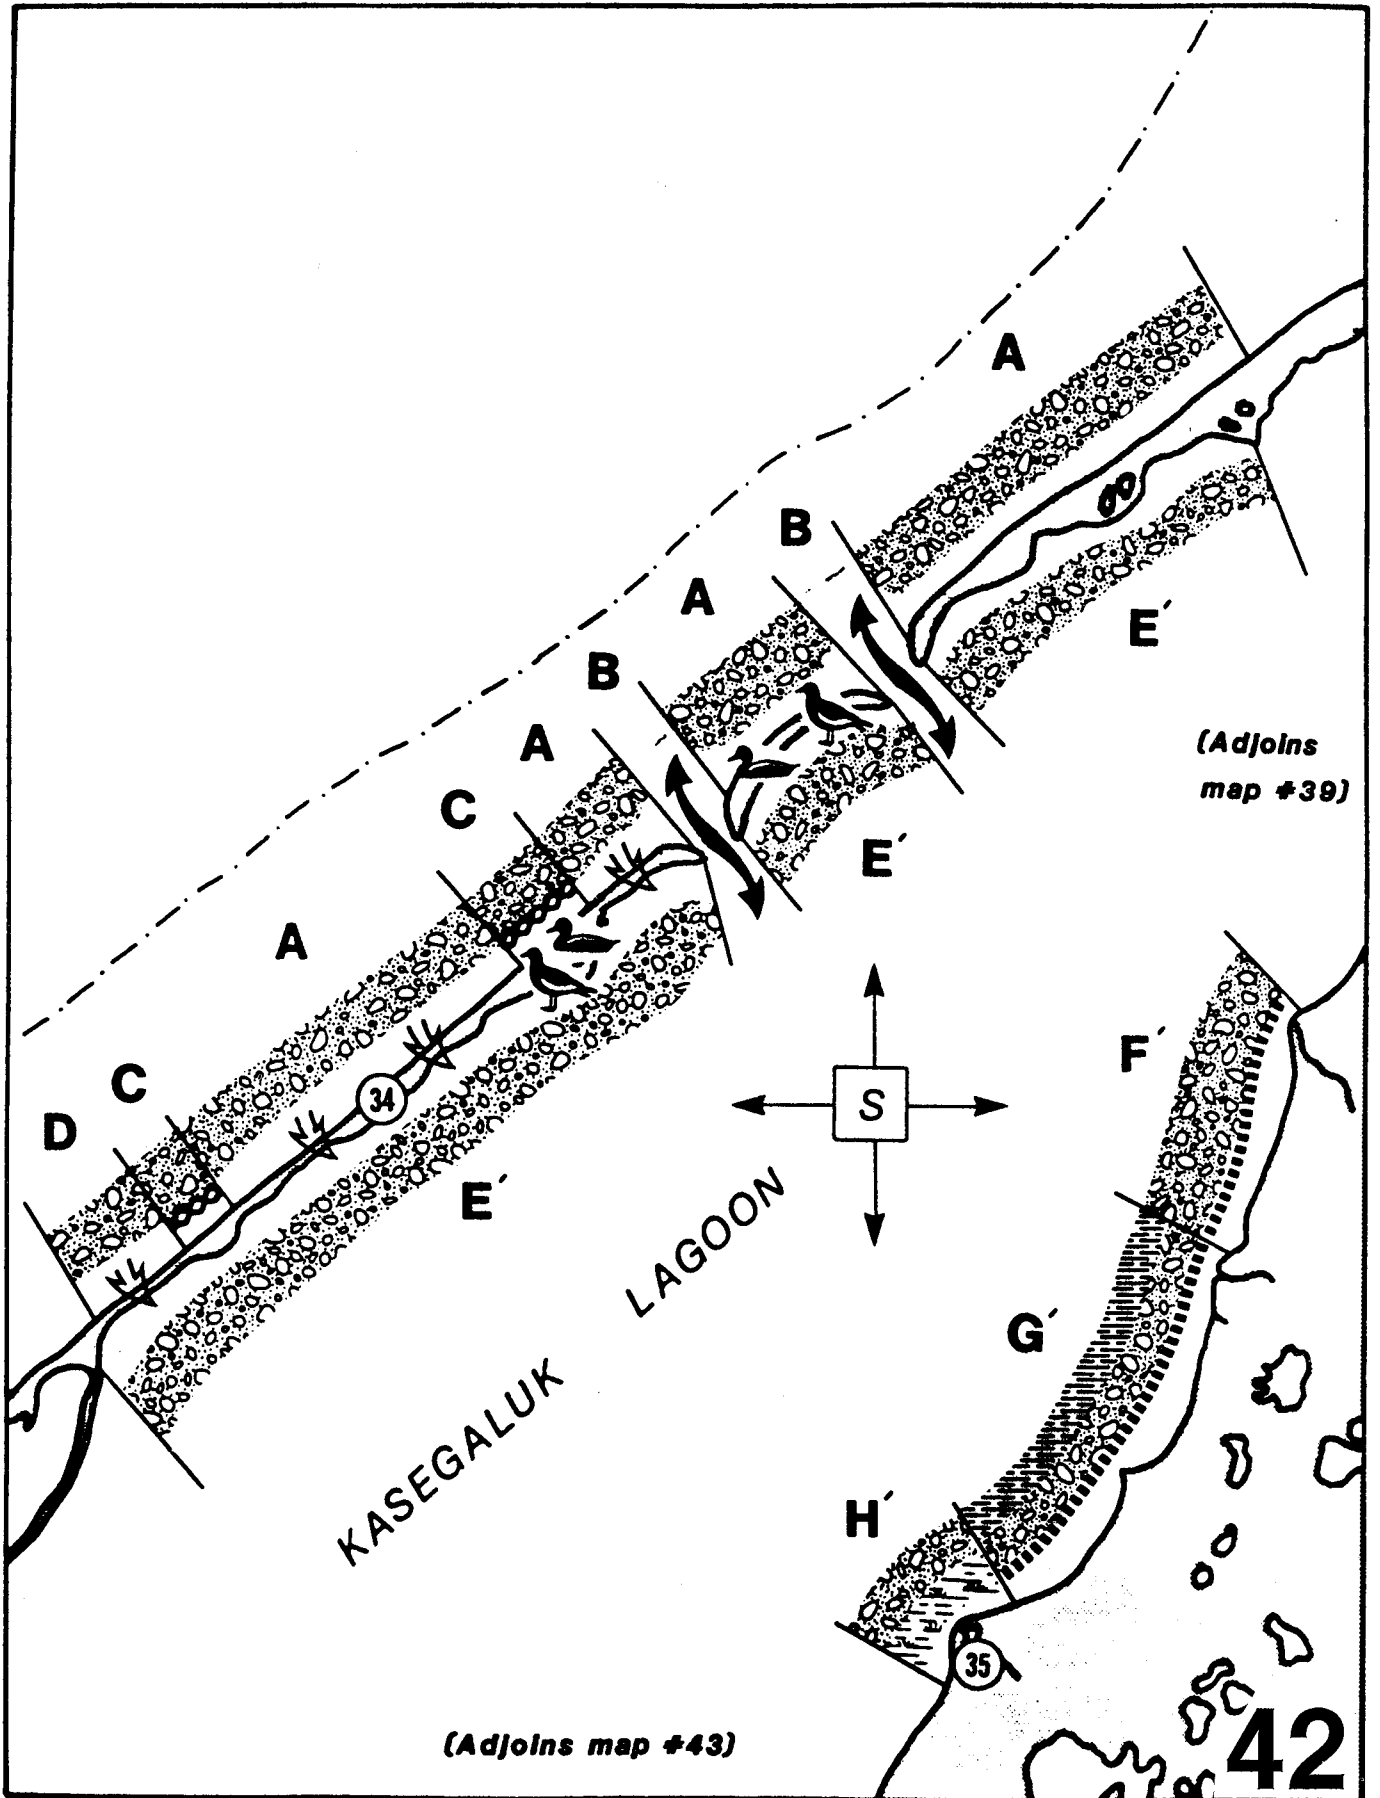 A
B
A
B
E′
A
(Adjoins
map #39)
C
E′
A
F′
C
34
S
D
E′
LAGOON
G′
KASEGALUK
H′
35
42
(Adjoins map #43)